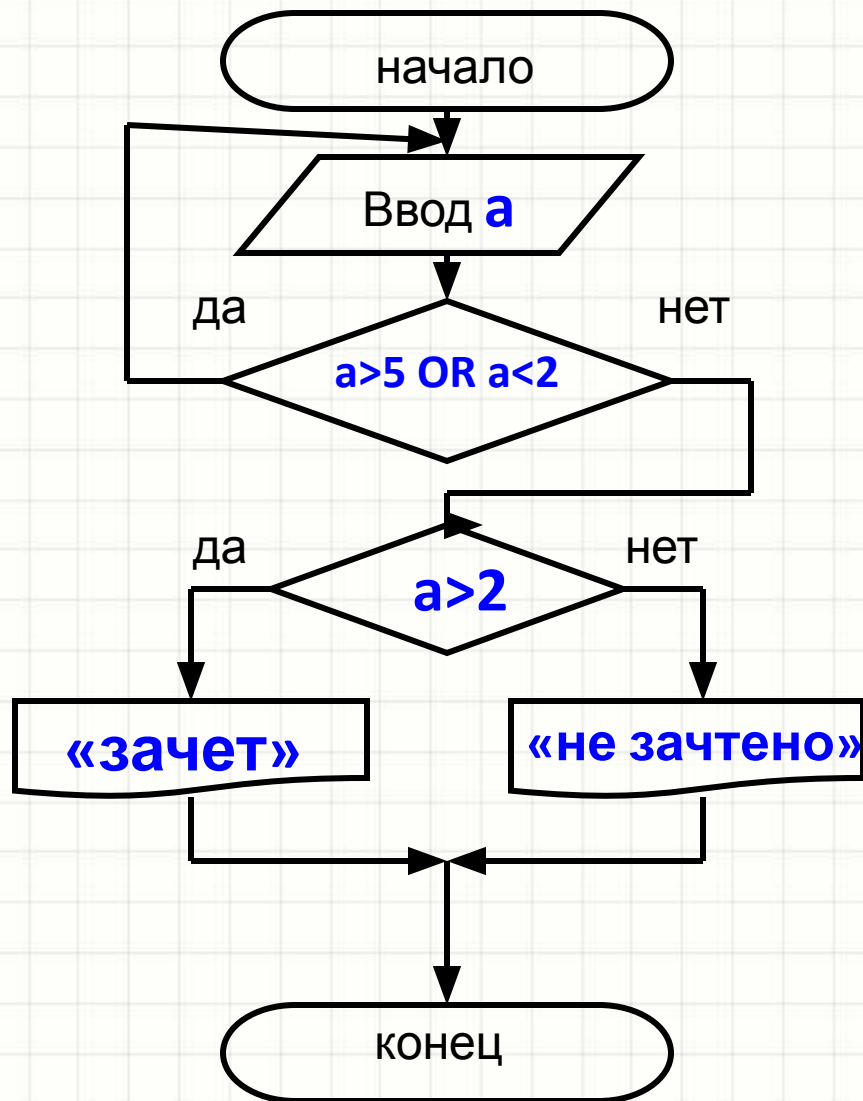 начало
Ввод a
да
нет
a>5 OR a<2
да
нет
a>2
«зачет»
«не зачтено»
конец